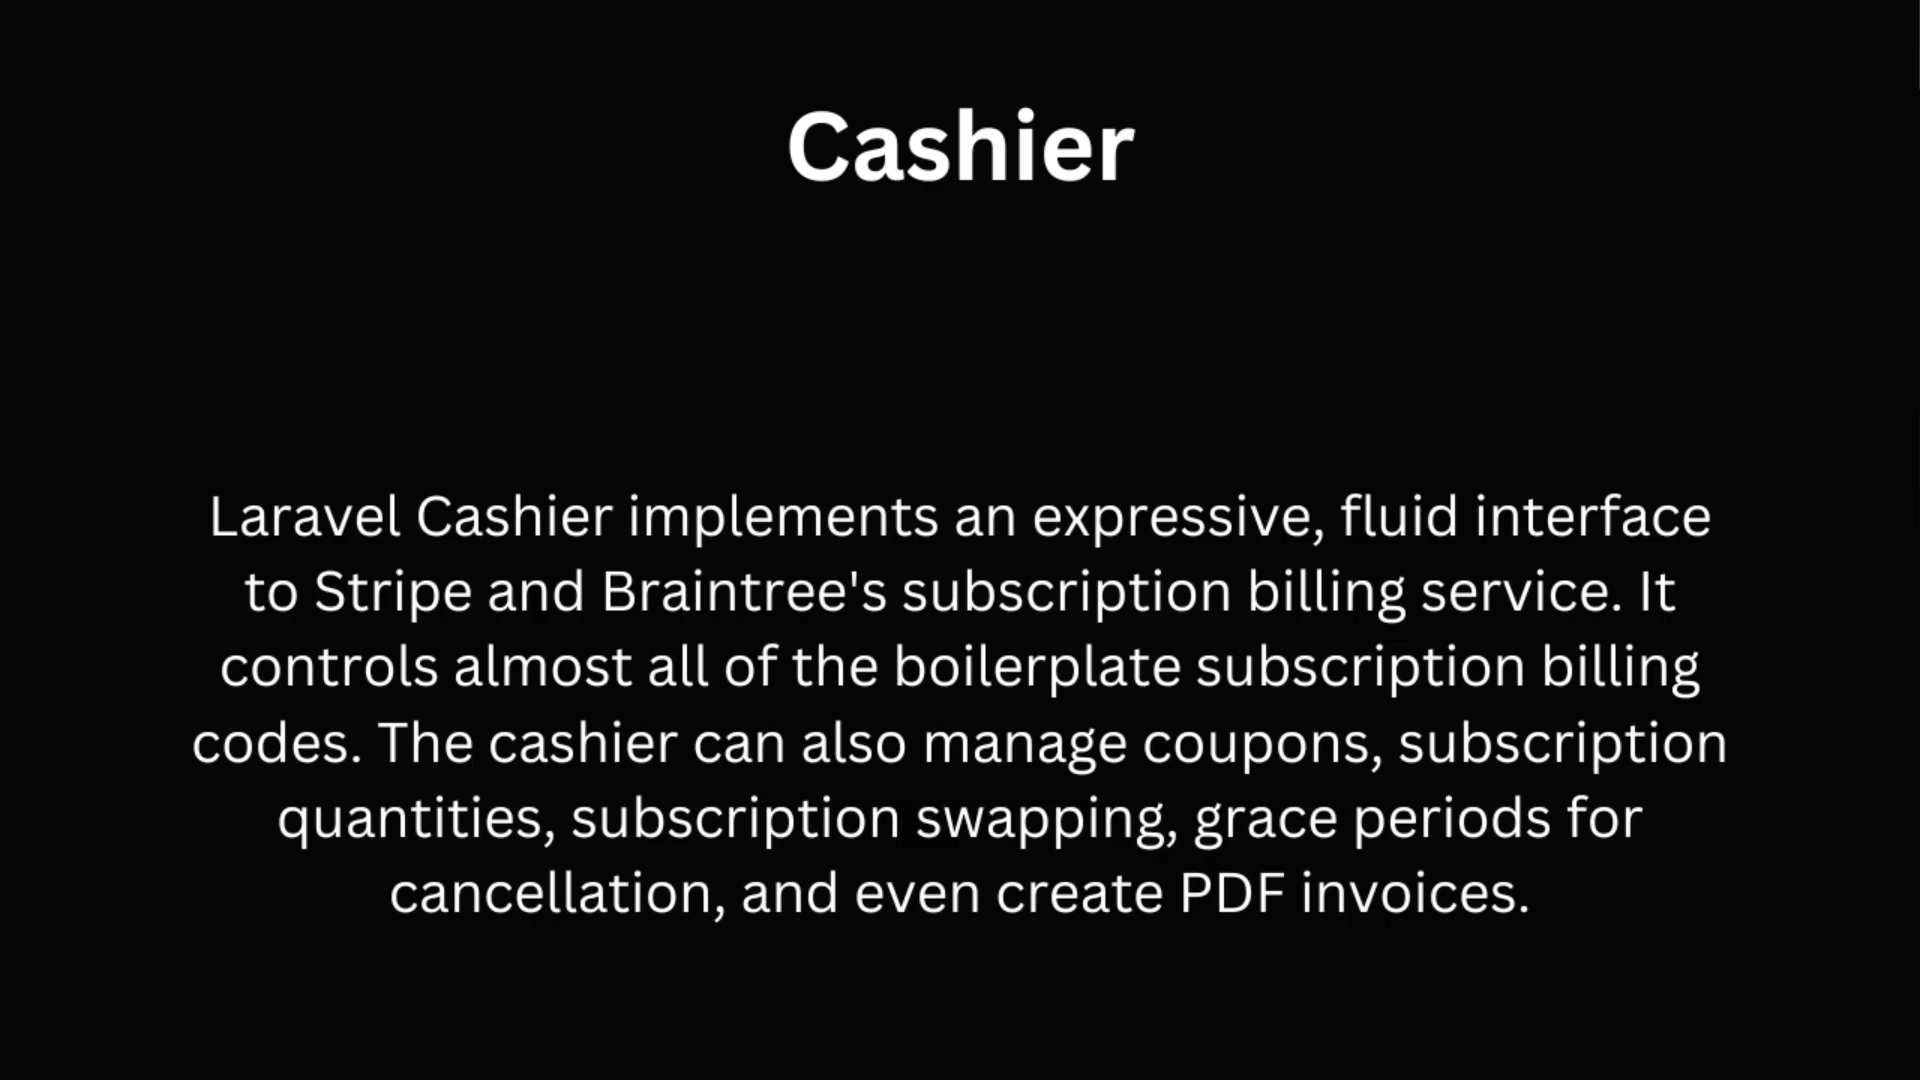 Cashier
Laravel Cashier implements an expressive, fluid interface
to Stripe and Braintree's subscription billing service. It
controls almost all of the boilerplate subscription billing
codes. The cashier can also manage coupons, subscription
quantities, subscription swapping, grace periods for
cancellation, and even create PDF invoices.